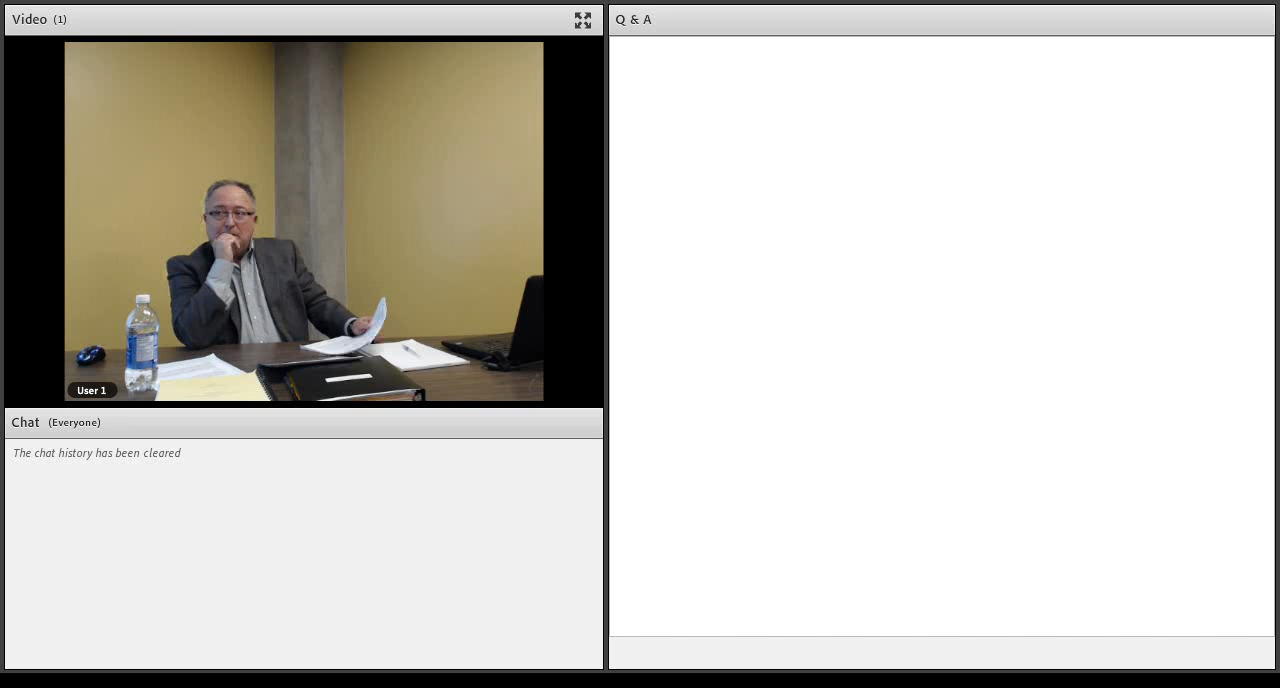 Video (1)
Q & A
User 1
Chat (Everyone)
The chat history has been cleared